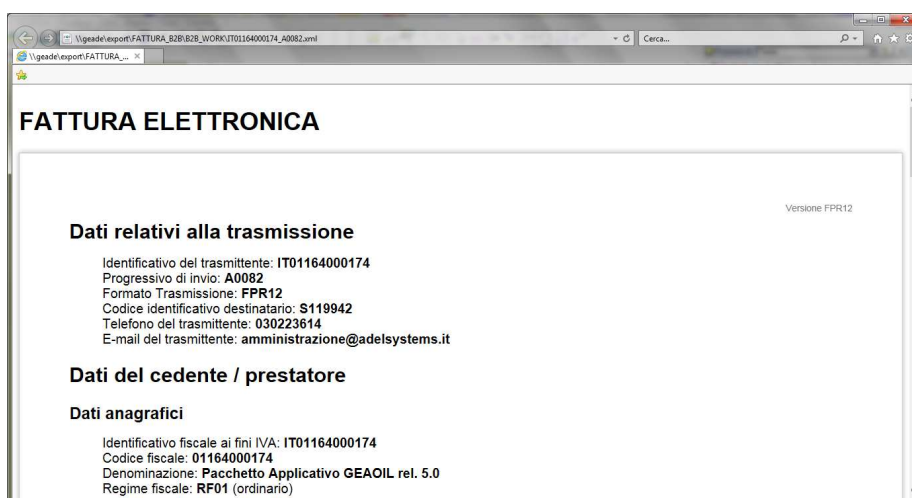 \\geade\export\FATTURA_B2B\B2B_WORK\IT01164000174_A0082.xml
Cerca...
\\geade\export\FATTURA_...
FATTURA ELETTRONICA
Versione FPR12
Dati relativi alla trasmissione
Identificativo del trasmittente: IT01164000174
Progressivo di invio: A0082
Formato Trasmissione: FPR12
Codice identificativo destinatario: S119942
Telefono del trasmittente: 030223614
E-mail del trasmittente: amministrazione@adelsystems.it
Dati del cedente / prestatore
Dati anagrafici
Identificativo fiscale ai fini IVA: IT01164000174
Codice fiscale: 01164000174
Denominazione: Pacchetto Applicativo GEAOIL rel. 5.0
Regime fiscale: RF01 (ordinario)